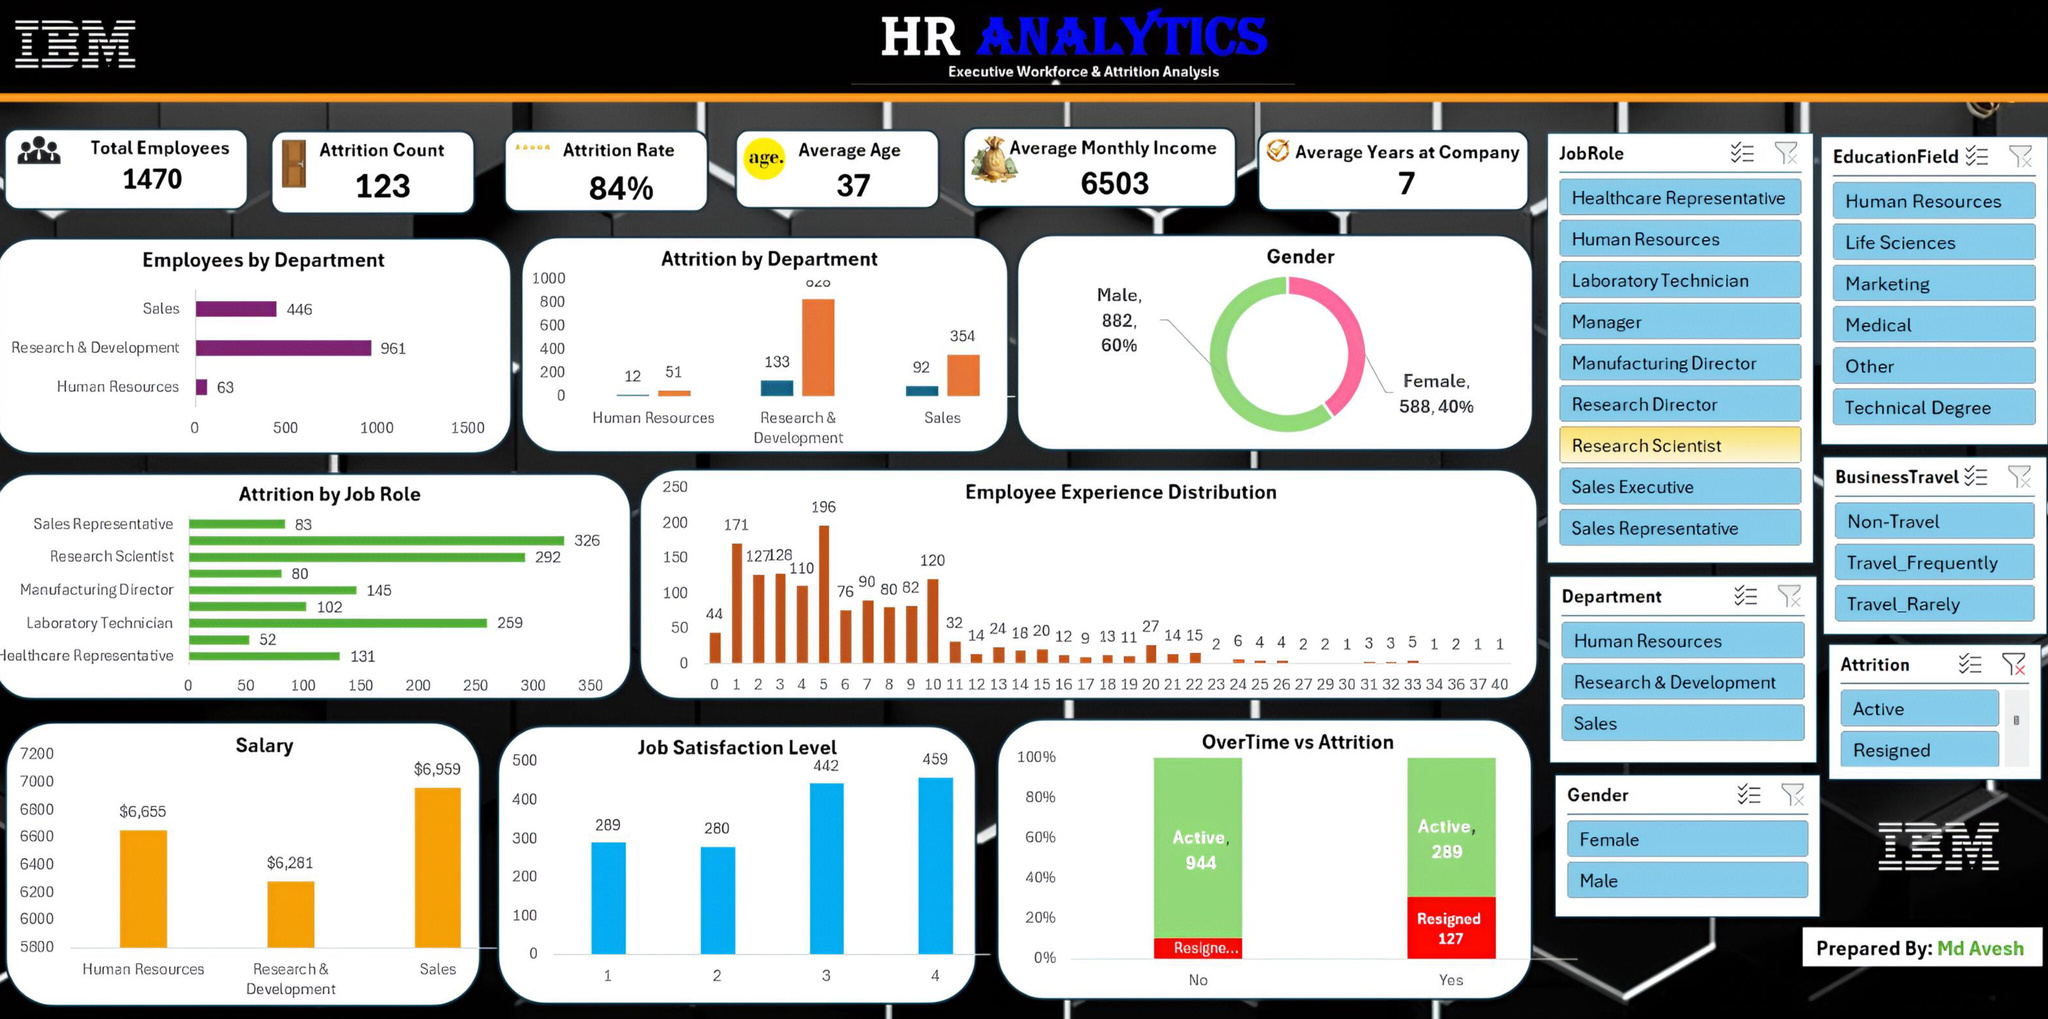 IBM
HR ANALYTICS
Executive Workforce & Attrition Analysis
Total Employees
1470
Attrition Count
123
Attrition Rate
84%
age.
Average Age
37
Average Monthly Income
6503
Average Years at Company
7
Employees by Department
Sales
446
Research & Development
961
Human Resources
63
0 500 1000 1500
Attrition by Department
1000
800
600
400
200
0
12 51
133 828
92 354
Human Resources
Research &
Development
Sales
Gender
Male,
882,
60%
Female,
588, 40%
Attrition by Job Role
Sales Representative
83
326
Research Scientist
292
80
Manufacturing Director
145
102
Laboratory Technician
259
52
Healthcare Representative
131
0 50 100 150 200 250 300 350
Employee Experience Distribution
250
200
150
100
50
0
44 171 127 128 110 196 76 90 80 82 120 32 14 24 18 20 12 9 13 11 27 14 15 2 6 4 4 2 2 1 3 3 5 1 2 1 1
0 1 2 3 4 5 6 7 8 9 10 11 12 13 14 15 16 17 18 19 20 21 22 23 24 25 26 27 29 30 31 32 33 34 36 37 40
Salary
7200
7000
6800
6600
6400
6200
6000
5800
$6,655
$6,281
$6,959
Human Resources
Research &
Development
Sales
Job Satisfaction Level
500
400
300
200
100
0
289 280 442 459
1 2 3 4
OverTime vs Attrition
100%
80%
60%
40%
20%
0%
Active,
944
Resigne...
Active,
289
Resigned
127
No Yes
JobRole
Healthcare Representative
Human Resources
Laboratory Technician
Manager
Manufacturing Director
Research Director
Research Scientist
Sales Executive
Sales Representative
EducationField
Human Resources
Life Sciences
Marketing
Medical
Other
Technical Degree
BusinessTravel
Non-Travel
Travel_Frequently
Travel_Rarely
Department
Human Resources
Research & Development
Sales
Attrition
Active
Resigned
Gender
Female
Male
IBM
Prepared By: Md Avesh